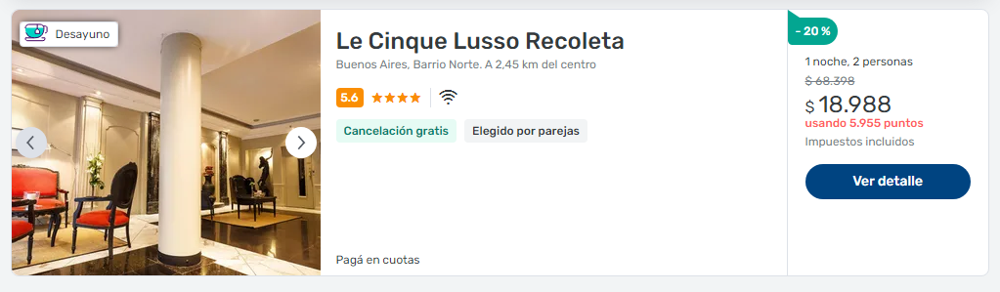 Desayuno
Le Cinque Lusso Recoleta
Buenos Aires, Barrio Norte. A 2,45 km del centro
5.6
Cancelación gratis
Elegido por parejas
Pagá en cuotas
- 20 %
1 noche, 2 personas
$ 68.398
$ 18.988
usando 5.955 puntos
Impuestos incluidos
Ver detalle